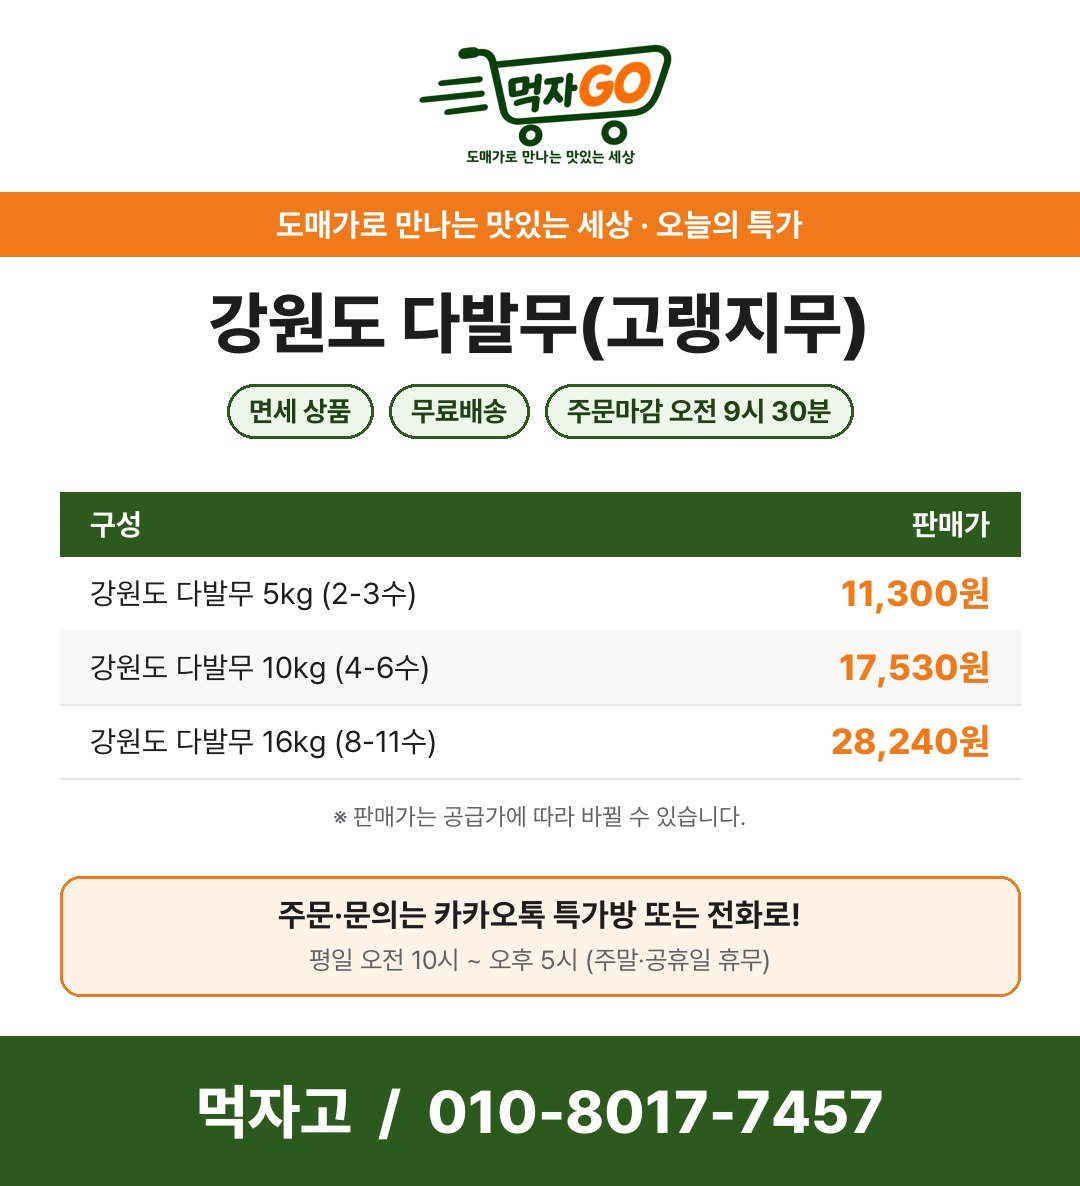 먹자GO
도매가로 만나는 맛있는 세상
도매가로 만나는 맛있는 세상 · 오늘의 특가
강원도 다발무(고랭지무)
면세 상품 무료배송 주문마감 오전 9시 30분
구성 판매가
강원도 다발무 5kg (2-3수) 11,300원
강원도 다발무 10kg (4-6수) 17,530원
강원도 다발무 16kg (8-11수) 28,240원
※ 판매가는 공급가에 따라 바뀔 수 있습니다.
주문·문의는 카카오톡 특가방 또는 전화로!
평일 오전 10시 ~ 오후 5시 (주말·공휴일 휴무)
먹자고 / 010-8017-7457